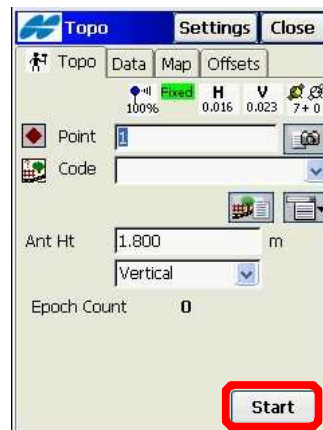 Topo Settings Close
Topo Data Map Offsets
Fixed H V
100% 0.016 0.023 7+0
Point 1
Code
Ant Ht 1.800 m
Vertical
Epoch Count 0
Start